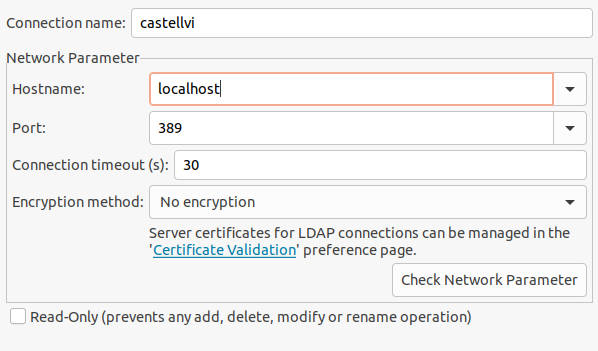 Connection name: castellvi
Network Parameter
Hostname: localhost
Port: 389
Connection timeout (s): 30
Encryption method: No encryption
Server certificates for LDAP connections can be managed in the
'Certificate Validation' preference page.
Check Network Parameter
Read-Only (prevents any add, delete, modify or rename operation)